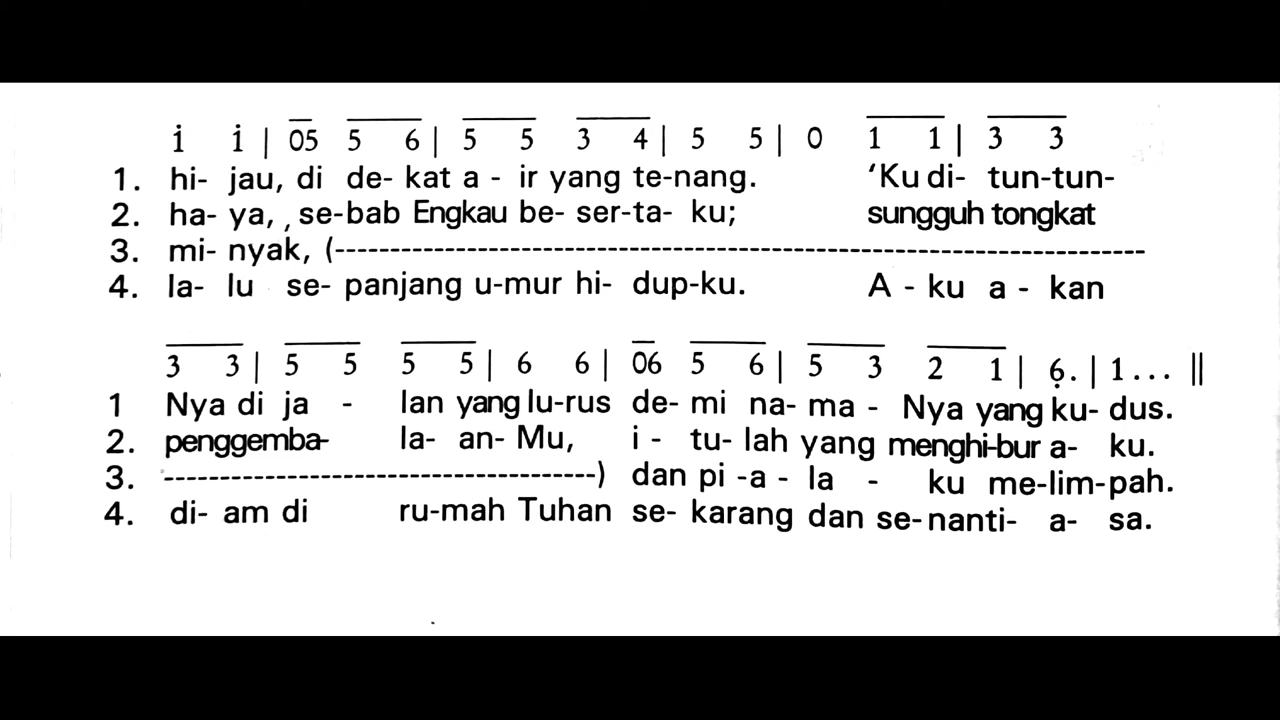 i i | 05 5 6 | 5 5 3 4 | 5 5 | 0 1 1 | 3 3
1. hi- jau, di de- kat a - ir yang te-nang. ‘Ku di- tun-tun-
2. ha- ya, , se-bab Engkau be- ser-ta- ku; sungguh tongkat
3. mi- nyak, (--------------------------------------------------------------------
4. la- lu se- panjang u-mur hi- dup-ku. A - ku a - kan
3 3 | 5 5 5 5 | 6 6 | 06 5 6 | 5 3 2 1 | 6̣ . | 1 . . . ||
1 Nya di ja - lan yang lu-rus de- mi na- ma - Nya yang ku- dus.
2. penggemba- la- an- Mu, i - tu- lah yang menghi-bur a- ku.
3. ------------------------------------) dan pi -a - la - ku me-lim-pah.
4. di- am di ru-mah Tuhan se- karang dan se- nanti- a- sa.